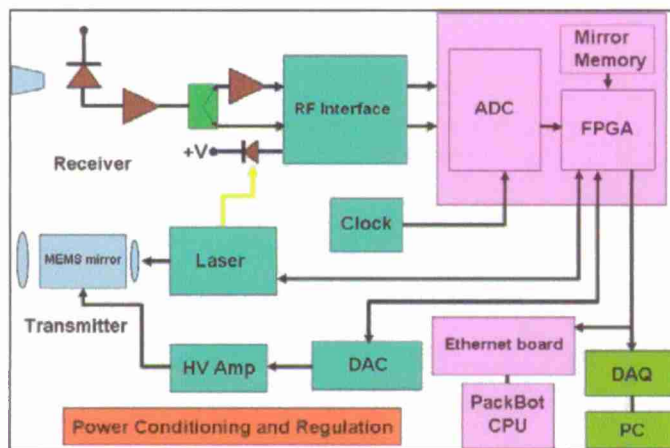 Mirror
Memory
RF Interface
ADC
FPGA
+V
Receiver
Clock
Laser
MEMS mirror
Transmitter
HV Amp
DAC
Ethernet board
DAQ
PackBot
CPU
PC
Power Conditioning and Regulation